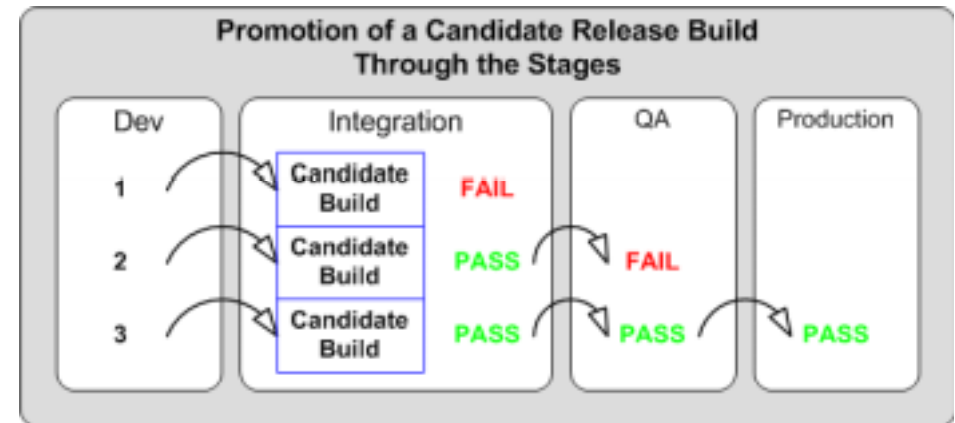 Promotion of a Candidate Release Build
Through the Stages
Dev
Integration
QA
Production
1
Candidate
Build
FAIL
2
Candidate
Build
PASS
FAIL
3
Candidate
Build
PASS
PASS
PASS